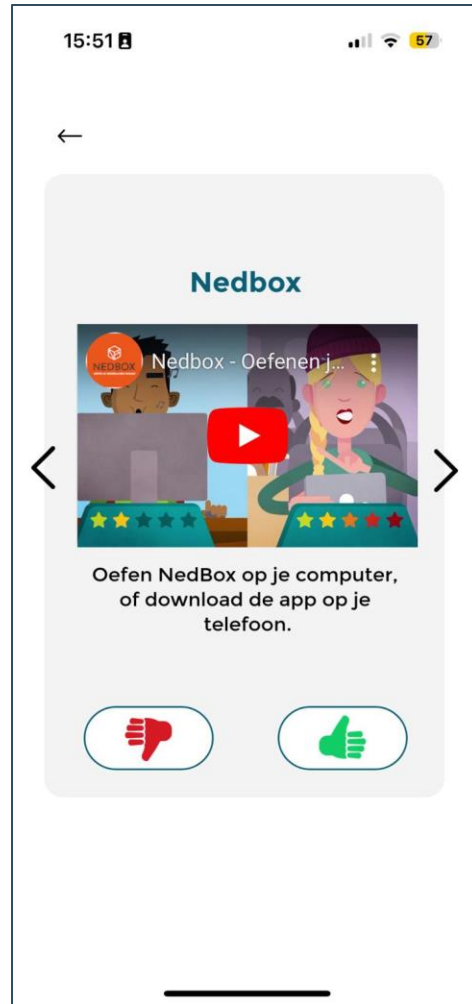 15:51
57
Nedbox
NEDBOX
Nedbox - Oefenen j...
Oefen NedBox op je computer,
of download de app op je
telefoon.